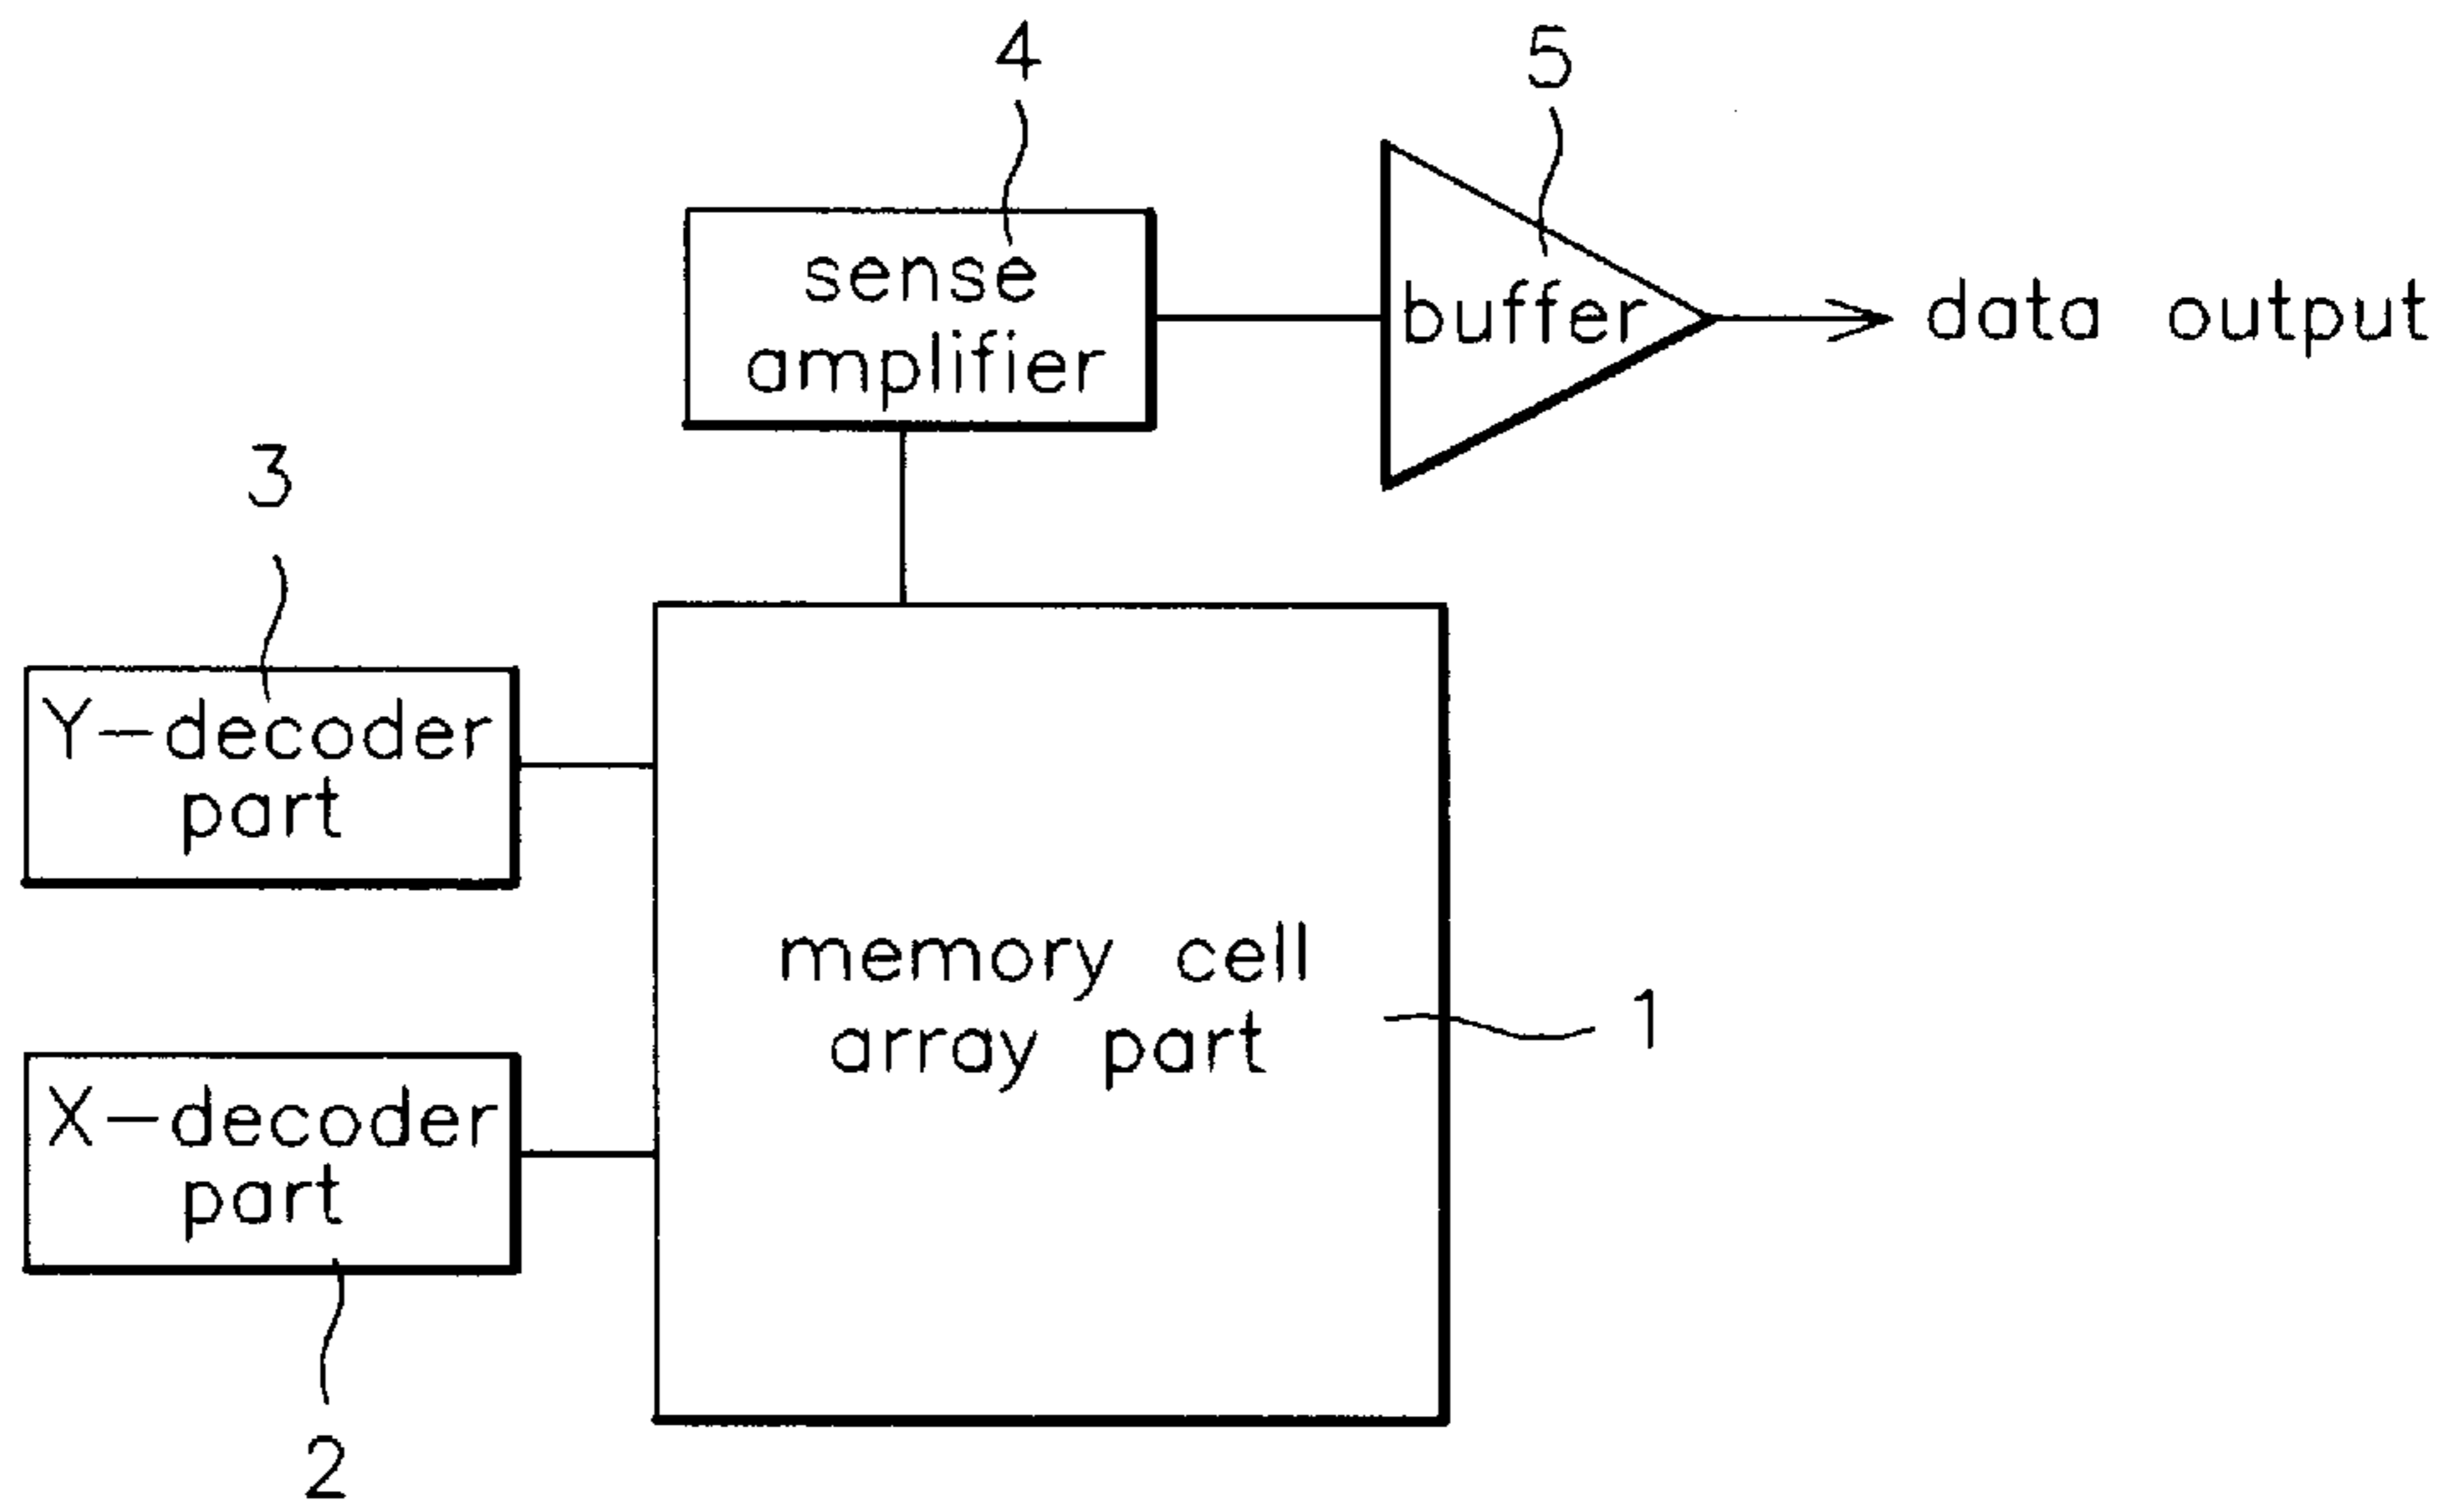 4
5
sense
amplifier
buffer
data output
3
Y-decoder
part
memory cell
array part
1
X-decoder
part
2